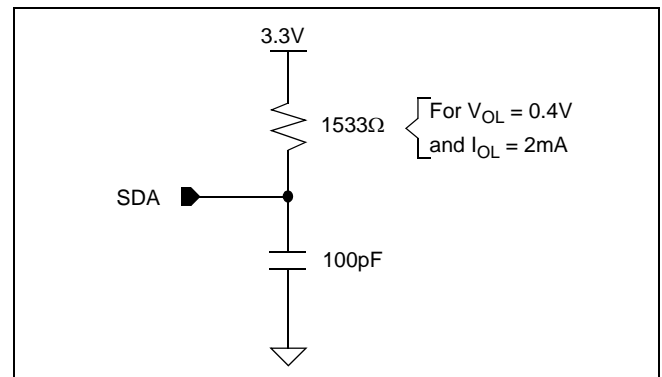 3.3V
1533Ω
For VOL = 0.4V
and IOL = 2mA
SDA
100pF